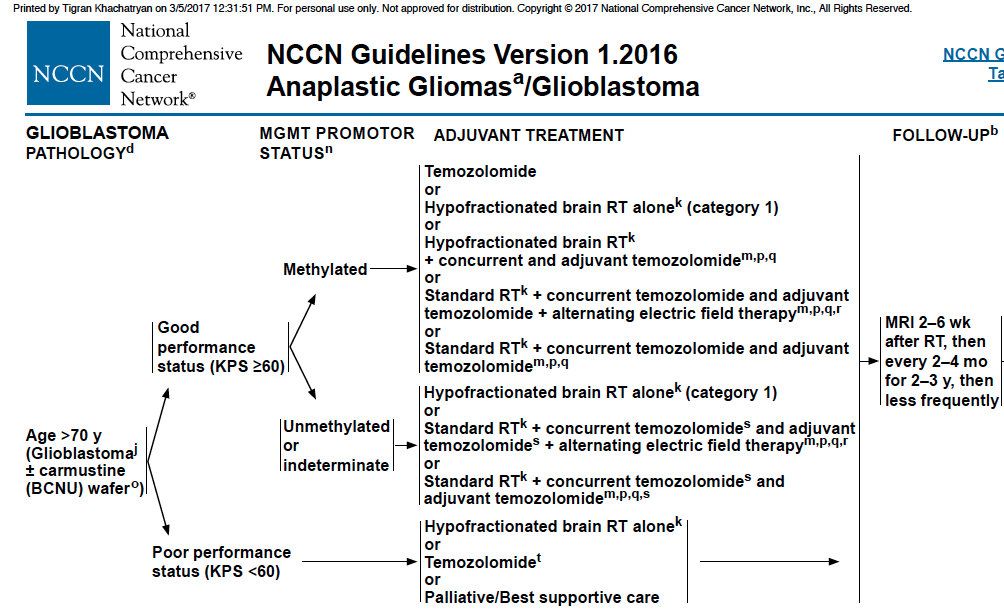 Printed by Tigran Khachatryan on 3/5/2017 12:31:51 PM. For personal use only. Not approved for distribution. Copyright © 2017 National Comprehensive Cancer Network, Inc., All Rights Reserved.
NCCN
National
Comprehensive
Cancer
Network®
NCCN Guidelines Version 1.2016
Anaplastic Gliomasa/Glioblastoma
NCCN G
Ta
GLIOBLASTOMA
PATHOLOGYd
MGMT PROMOTOR
STATUSn
ADJUVANT TREATMENT
FOLLOW-UPb
Age >70 y
(Glioblastomaj
± carmustine
(BCNU) wafero)
Good
performance
status (KPS ≥60)
Methylated
Temozolomide
or
Hypofractionated brain RT alonek (category 1)
or
Hypofractionated brain RTk
+ concurrent and adjuvant temozolomidem,p,q
or
Standard RTk + concurrent temozolomide and adjuvant
temozolomide + alternating electric field therapym,p,q,r
or
Standard RTk + concurrent temozolomide and adjuvant
temozolomidem,p,q
Unmethylated
or
indeterminate
Hypofractionated brain RT alonek (category 1)
or
Standard RTk + concurrent temozolomides and adjuvant
temozolomides + alternating electric field therapym,p,q,r
or
Standard RTk + concurrent temozolomides and
adjuvant temozolomidem,p,q,s
Poor performance
status (KPS <60)
Hypofractionated brain RT alonek
or
Temozolomidet
or
Palliative/Best supportive care
MRI 2–6 wk
after RT, then
every 2–4 mo
for 2–3 y, then
less frequently